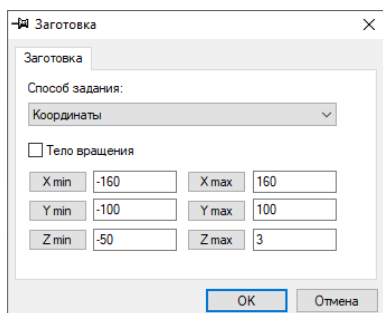 Заготовка
Заготовка
Способ задания:
Координаты
Тело вращения
X min -160 X max 160
Y min -100 Y max 100
Z min -50 Z max 3
OK Отмена